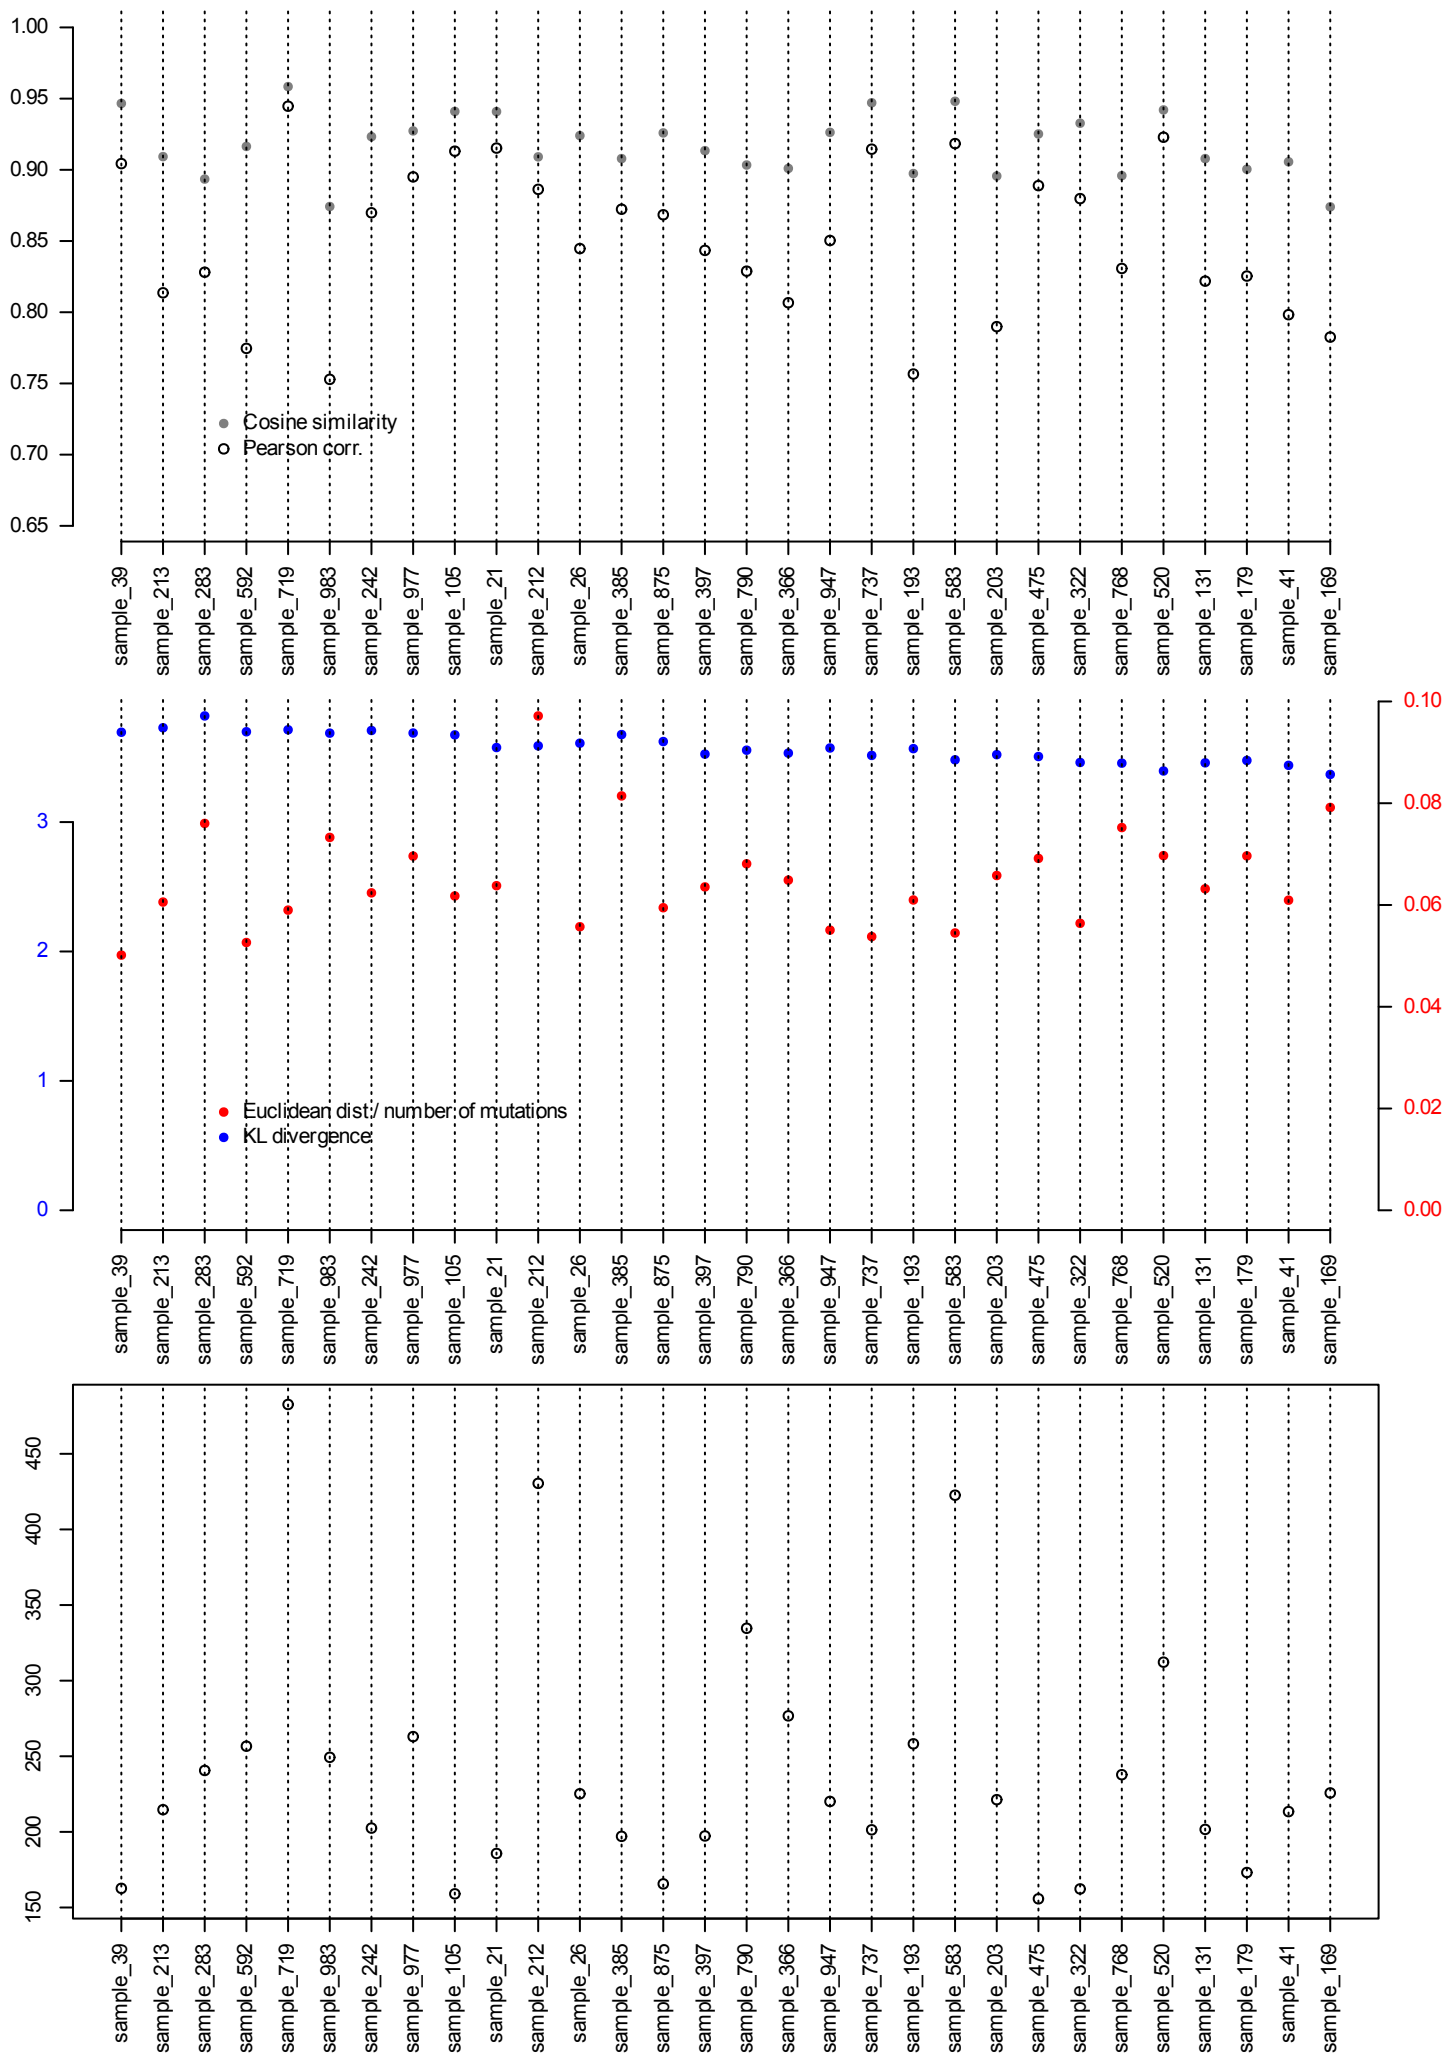 1.00
0.95
0.90
0.85
0.80
0.75
0.70
0.65
Cosine similarity
Pearson corr.
sample_39
sample_213
sample_283
sample_592
sample_719
sample_983
sample_242
sample_977
sample_105
sample_21
sample_212
sample_26
sample_385
sample_875
sample_397
sample_790
sample_366
sample_947
sample_737
sample_193
sample_583
sample_203
sample_475
sample_322
sample_768
sample_520
sample_131
sample_179
sample_41
sample_169
3
2
1
0
0.10
0.08
0.06
0.04
0.02
0.00
Euclidean dist./ number of mutations
KL divergence
sample_39
sample_213
sample_283
sample_592
sample_719
sample_983
sample_242
sample_977
sample_105
sample_21
sample_212
sample_26
sample_385
sample_875
sample_397
sample_790
sample_366
sample_947
sample_737
sample_193
sample_583
sample_203
sample_475
sample_322
sample_768
sample_520
sample_131
sample_179
sample_41
sample_169
450
400
350
300
250
200
150
sample_39
sample_213
sample_283
sample_592
sample_719
sample_983
sample_242
sample_977
sample_105
sample_21
sample_212
sample_26
sample_385
sample_875
sample_397
sample_790
sample_366
sample_947
sample_737
sample_193
sample_583
sample_203
sample_475
sample_322
sample_768
sample_520
sample_131
sample_179
sample_41
sample_169